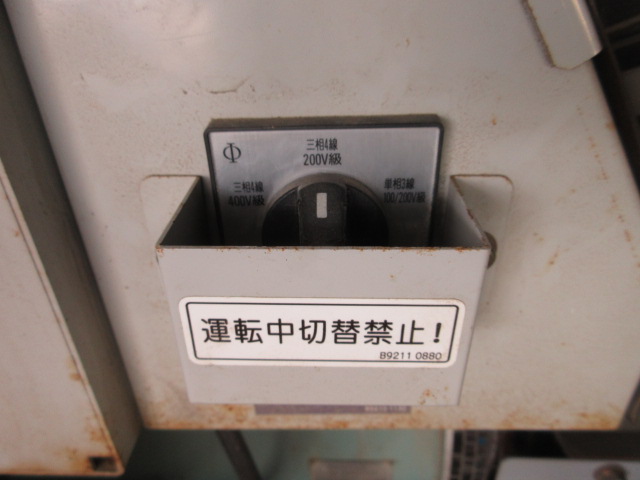 Φ
三相4線
200V級
三相4線
400V級
単相3線
100/200V級
運転中切替禁止!
B9211 0880